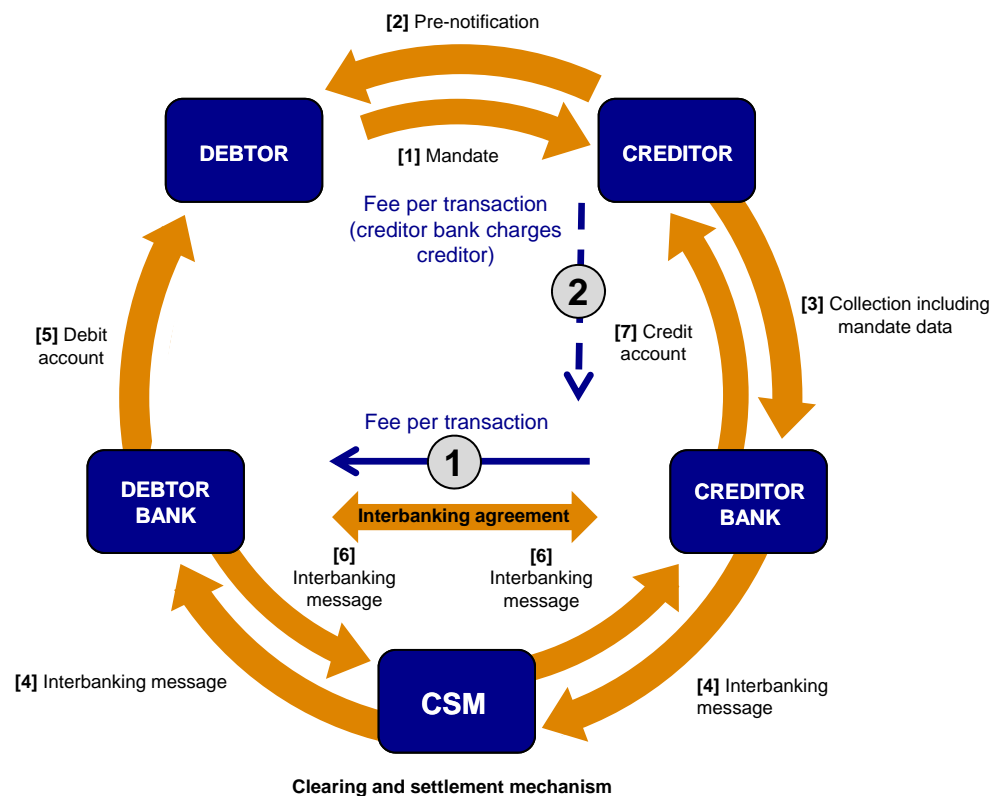 [2] Pre-notification
DEBTOR
CREDITOR
[1] Mandate
Fee per transaction
(creditor bank charges
creditor)
2
[3] Collection including
mandate data
[5] Debit
account
[7] Credit
account
Fee per transaction
1
DEBTOR
BANK
CREDITOR
BANK
Interbanking agreement
[6]
Interbanking
message
[6]
Interbanking
message
[4] Interbanking message
CSM
[4] Interbanking
message
Clearing and settlement mechanism